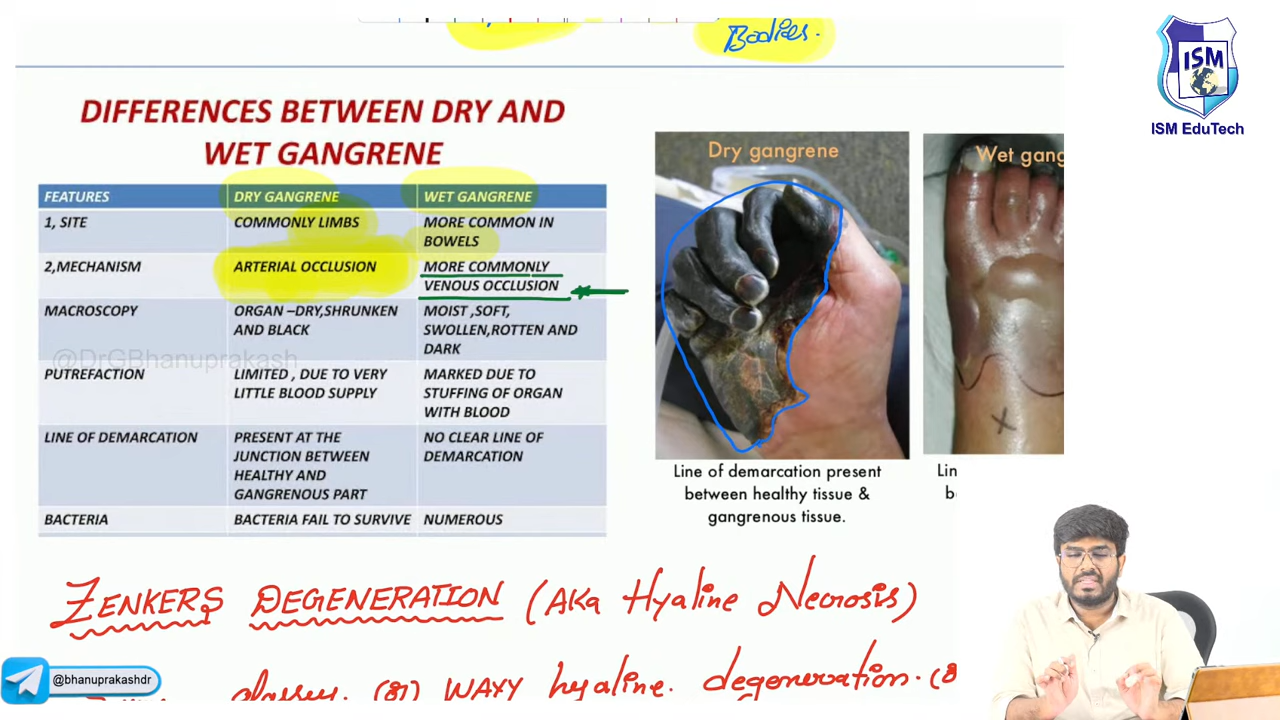 Bodies.
ISM
ISM EduTech
DIFFERENCES BETWEEN DRY AND
WET GANGRENE
FEATURES DRY GANGRENE WET GANGRENE
1, SITE COMMONLY LIMBS MORE COMMON IN
BOWELS
2,MECHANISM ARTERIAL OCCLUSION MORE COMMONLY
VENOUS OCCLUSION
MACROSCOPY ORGAN –DRY,SHRUNKEN MOIST ,SOFT,
AND BLACK SWOLLEN,ROTTEN AND
DARK
@DrGBhanuprakash
PUTREFACTION LIMITED , DUE TO VERY MARKED DUE TO
LITTLE BLOOD SUPPLY STUFFING OF ORGAN
WITH BLOOD
LINE OF DEMARCATION PRESENT AT THE NO CLEAR LINE OF
JUNCTION BETWEEN DEMARCATION
HEALTHY AND
GANGRENOUS PART
BACTERIA BACTERIA FAIL TO SURVIVE NUMEROUS
Dry gangrene
Line of demarcation present
between healthy tissue &
gangrenous tissue.
Wet gang
X
Lin
ZENKERS DEGENERATION (AKA Hyaline Necrosis)
WAXY hyaline degeneration.
@bhanuprakashdr